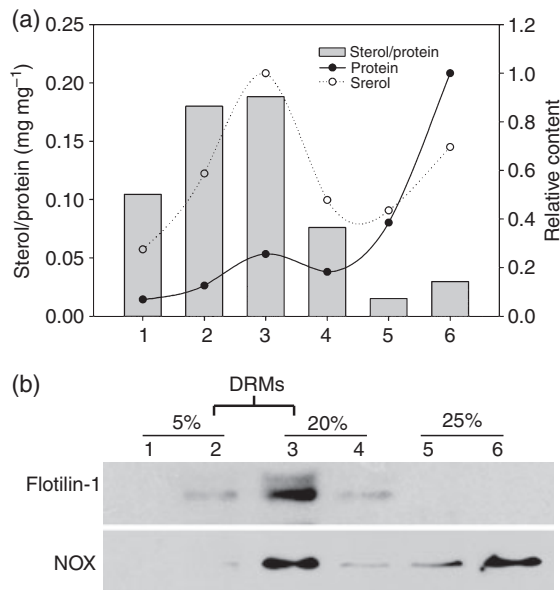 (a)
0.25
0.20
0.15
0.10
0.05
0.00
Sterol/protein (mg mg⁻¹)
Sterol/protein
Protein
Srerol
1.2
1.0
0.8
0.6
0.4
0.2
0.0
Relative content
1 2 3 4 5 6
(b)
DRMs
5% 20% 25%
1 2 3 4 5 6
Flotilin-1
NOX